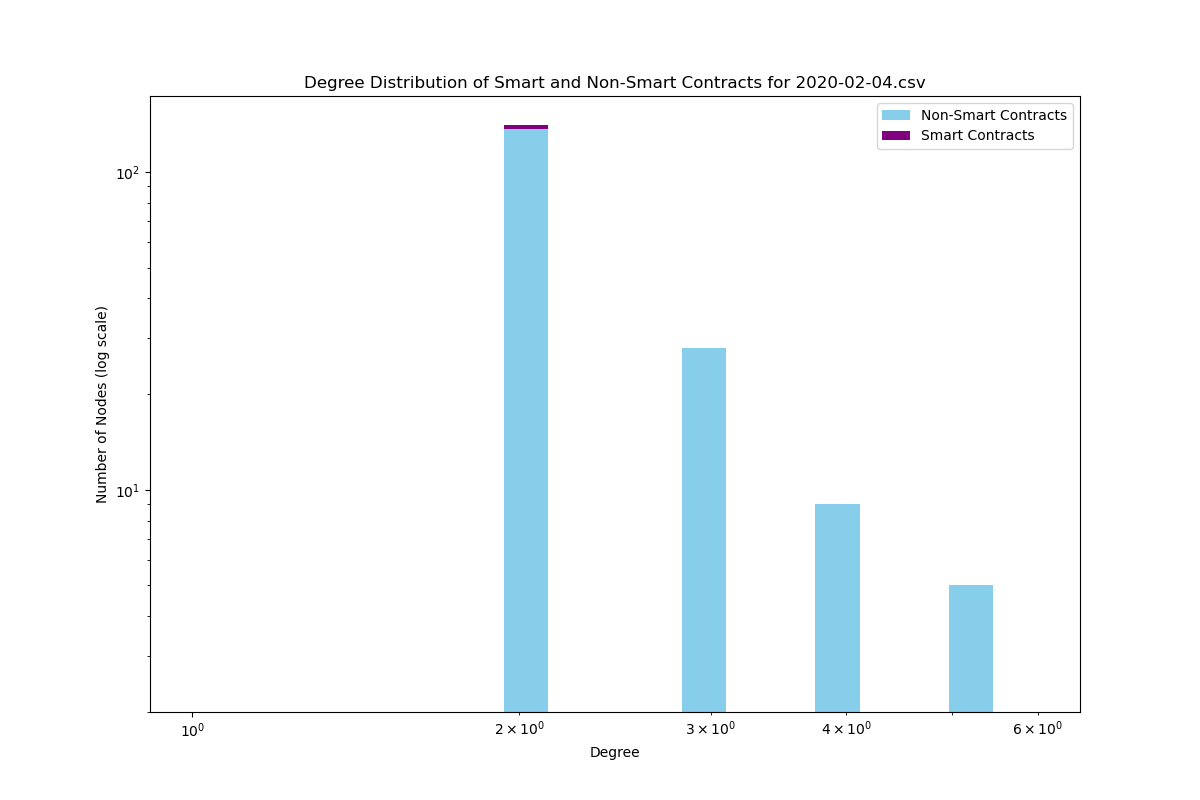 Degree Distribution of Smart and Non-Smart Contracts for 2020-02-04.csv
Non-Smart Contracts
Smart Contracts
Number of Nodes (log scale)
10²
10¹
10⁰
2 × 10⁰
3 × 10⁰
4 × 10⁰
6 × 10⁰
Degree